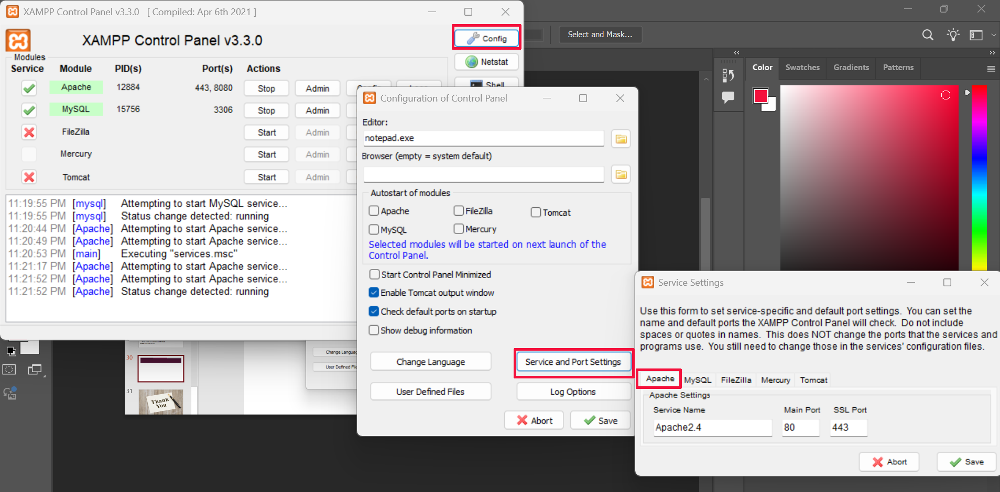 XAMPP Control Panel v3.3.0 [ Compiled: Apr 6th 2021 ]
XAMPP Control Panel v3.3.0
Config
Netstat
Shell
Modules
Service Module PID(s) Port(s) Actions
Apache 12884 443, 8080 Stop Admin
MySQL 15756 3306 Stop Admin
FileZilla Start Admin
Mercury Start Admin
Tomcat Start Admin
11:19:55 PM [mysql] Attempting to start MySQL service...
11:19:55 PM [mysql] Status change detected: running
11:20:44 PM [Apache] Attempting to start Apache service...
11:20:49 PM [Apache] Attempting to start Apache service...
11:20:53 PM [main] Executing "services.msc"
11:21:17 PM [Apache] Attempting to start Apache service...
11:21:52 PM [Apache] Attempting to start Apache service...
11:21:52 PM [Apache] Status change detected: running
Select and Mask...
Color Swatches Gradients Patterns
Configuration of Control Panel
Editor:
notepad.exe
Browser (empty = system default)
Autostart of modules
Apache FileZilla Tomcat
MySQL Mercury
Selected modules will be started on next launch of the
Control Panel.
Start Control Panel Minimized
Enable Tomcat output window
Check default ports on startup
Show debug information
Change Language Service and Port Settings
User Defined Files Log Options
Abort Save
30
31
Thank
You
Change Languag
User Defined File
Service Settings
Use this form to set service-specific and default port settings. You can set the
name and default ports the XAMPP Control Panel will check. Do not include
spaces or quotes in names. This does NOT change the ports that the services and
programs use. You still need to change those in the services' configuration files.
Apache MySQL FileZilla Mercury Tomcat
Apache Settings
Service Name Main Port SSL Port
Apache2.4 80 443
Abort Save